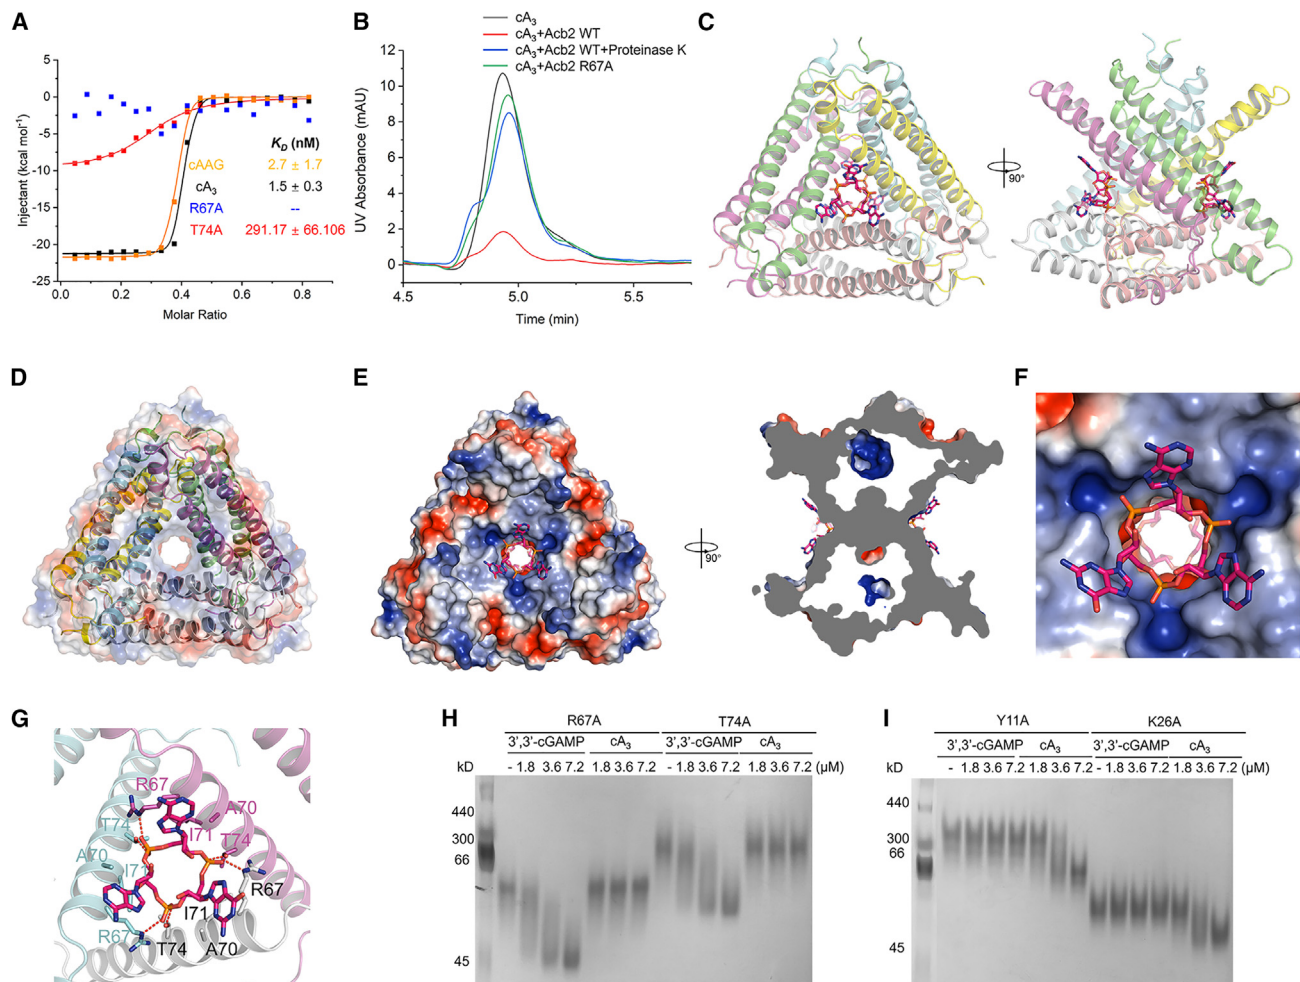 A
Injectant (kcal mol⁻¹)
0
-5
-10
-15
-20
-25
K_D (nM)
cAAG 2.7 ± 1.7
cA₃ 1.5 ± 0.3
R67A --
T74A 291.17 ± 66.106
0.0 0.2 0.4 0.6 0.8
Molar Ratio
B
cA₃
cA₃+Acb2 WT
cA₃+Acb2 WT+Proteinase K
cA₃+Acb2 R67A
UV Absorbance (mAU)
12
10
8
6
4
2
0
4.5 5.0 5.5
Time (min)
C
90°
D
E
90°
F
G
R67
A70
T74
I71
T74
A70
I71
R67
I71
R67
T74
A70
H
R67A T74A
3',3'-cGAMP cA₃ 3',3'-cGAMP cA₃
kD - 1.8 3.6 7.2 1.8 3.6 7.2 - 1.8 3.6 7.2 1.8 3.6 7.2 (μM)
440
300
66
45
I
Y11A K26A
3',3'-cGAMP cA₃ 3',3'-cGAMP cA₃
kD - 1.8 3.6 7.2 1.8 3.6 7.2 - 1.8 3.6 7.2 1.8 3.6 7.2 (μM)
440
300
66
45